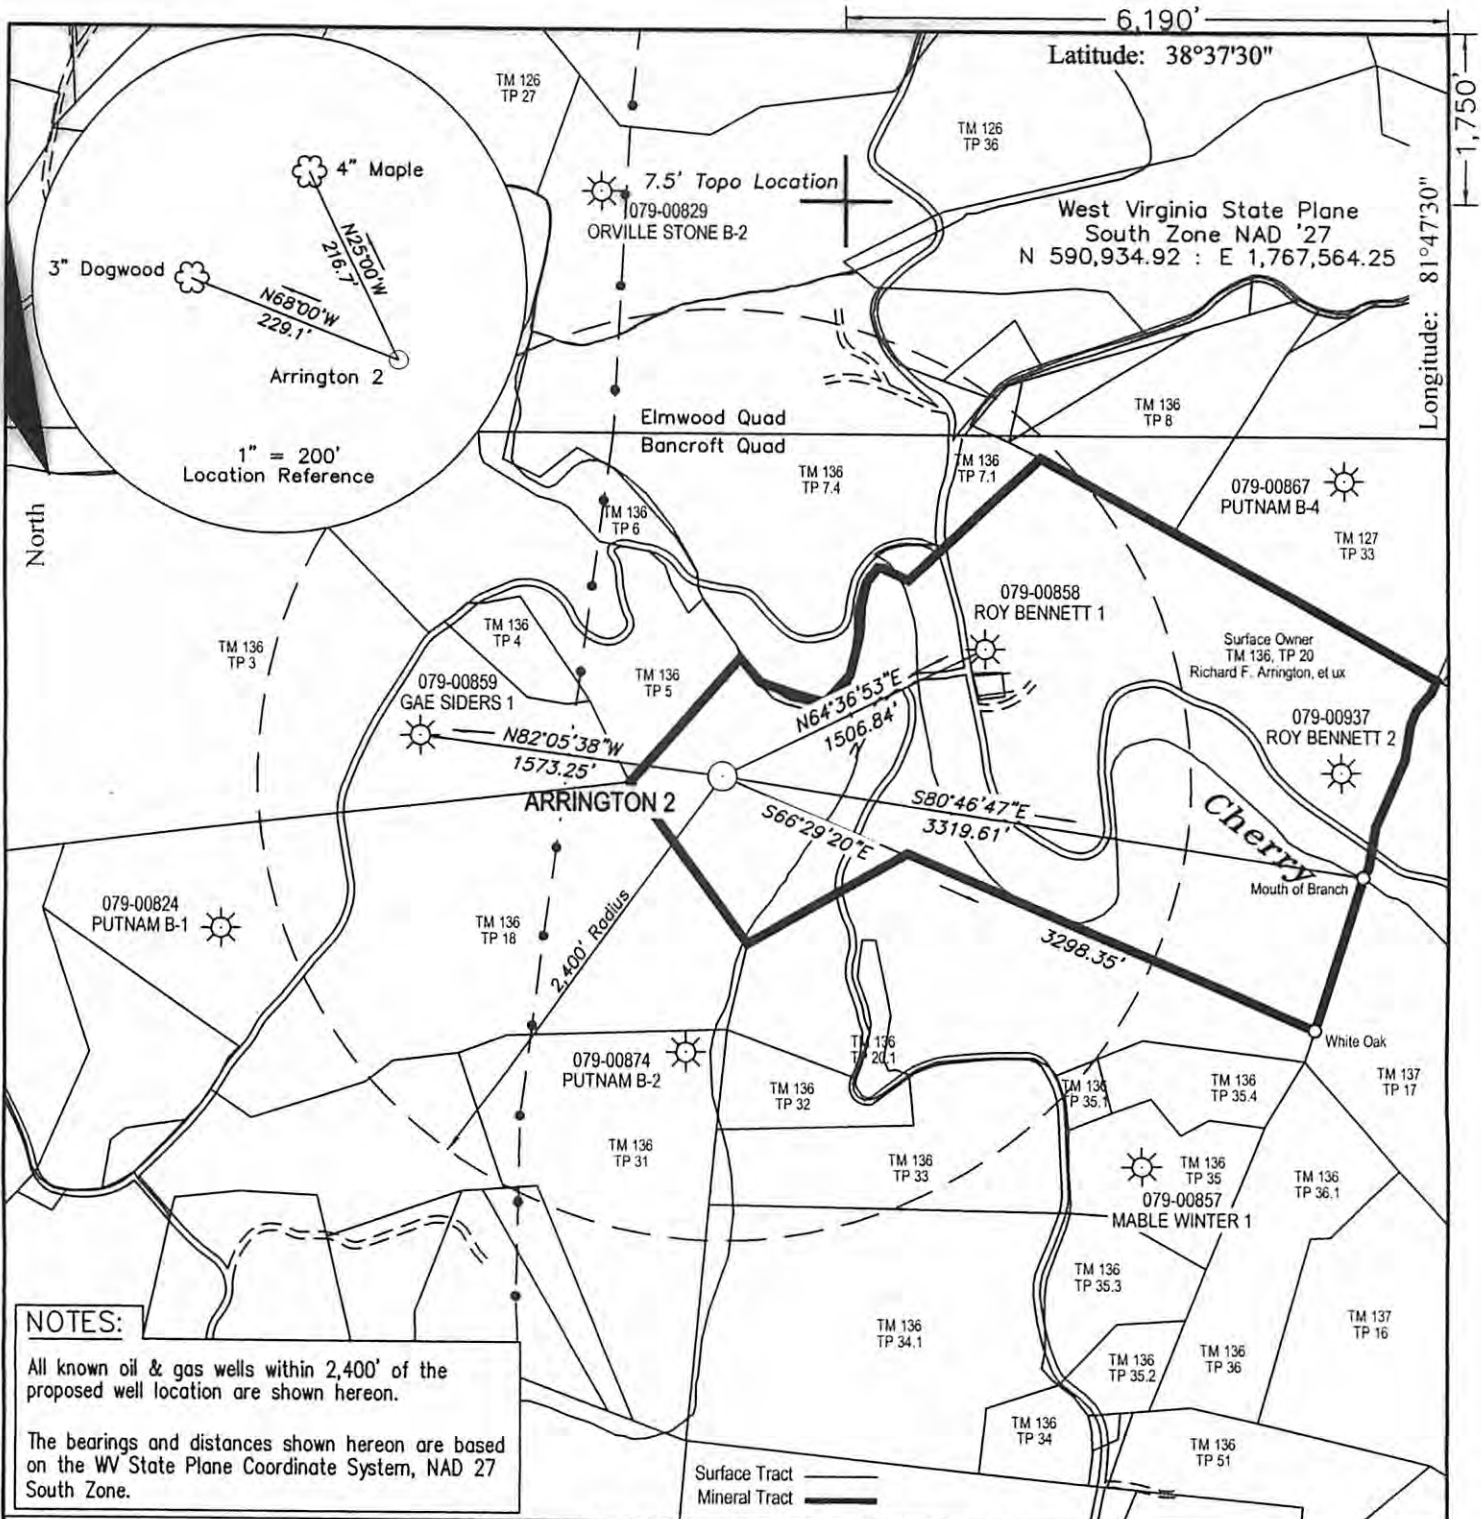 6,190'
Latitude: 38°37'30"
1,750'
TM 126
TP 27
TM 126
TP 36
4" Maple
7.5' Topo Location
079-00829
ORVILLE STONE B-2
West Virginia State Plane
South Zone NAD '27
N 590,934.92 : E 1,767,564.25
Longitude: 81°47'30"
N25°00'W
216.7'
3" Dogwood
N68°00'W
229.1'
Arrington 2
1" = 200'
Location Reference
Elmwood Quad
Bancroft Quad
TM 136
TP 8
TM 136
TP 7.4
TM 136
TP 7.1
079-00867
PUTNAM B-4
TM 127
TP 33
North
TM 136
TP 6
079-00858
ROY BENNETT 1
TM 136
TP 3
TM 136
TP 4
Surface Owner
TM 136, TP 20
Richard F. Arrington, et ux
TM 136
TP 5
079-00859
GAE SIDERS 1
N64°36'53"E
1506.84'
079-00937
ROY BENNETT 2
N82°05'38"W
1573.25'
ARRINGTON 2
S80°46'47"E
3319.61'
S66°29'20"E
3298.35'
Cherry
Mouth of Branch
079-00824
PUTNAM B-1
TM 136
TP 18
2,400' Radius
White Oak
079-00874
PUTNAM B-2
TM 136
TP 20.1
TM 136
TP 32
TM 136
TP 35.1
TM 136
TP 35.4
TM 137
TP 17
TM 136
TP 31
TM 136
TP 33
TM 136
TP 35
TM 136
TP 36.1
079-00857
MABLE WINTER 1
TM 136
TP 35.3
TM 136
TP 34.1
TM 137
TP 16
TM 136
TP 35.2
TM 136
TP 36
TM 136
TP 34
TM 136
TP 51
NOTES:
All known oil & gas wells within 2,400' of the
proposed well location are shown hereon.
The bearings and distances shown hereon are based
on the WV State Plane Coordinate System, NAD 27
South Zone.
Surface Tract
Mineral Tract